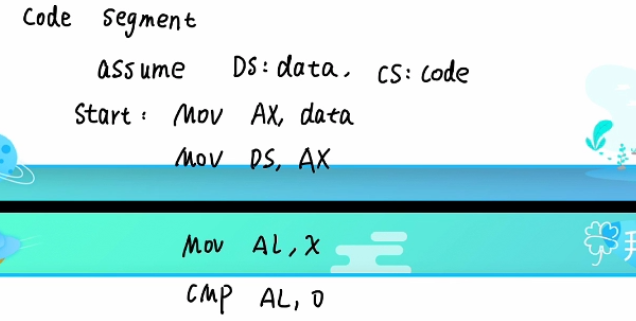 Code segment
assume DS: data, CS: code
Start: Mov AX, data
Mov DS, AX
Mov AL, X
CMP AL, 0